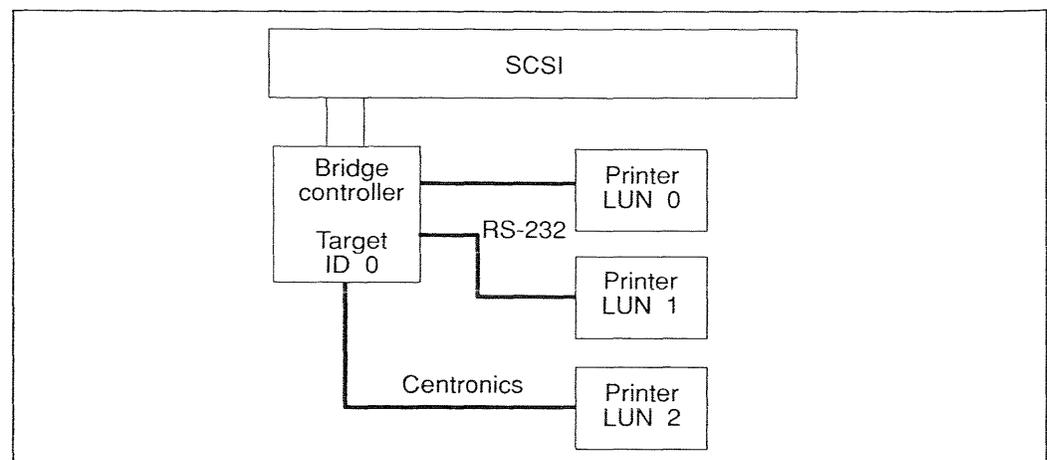 SCSI
Bridge
controller
Target
ID 0
Printer
LUN 0
RS-232
Printer
LUN 1
Centronics
Printer
LUN 2